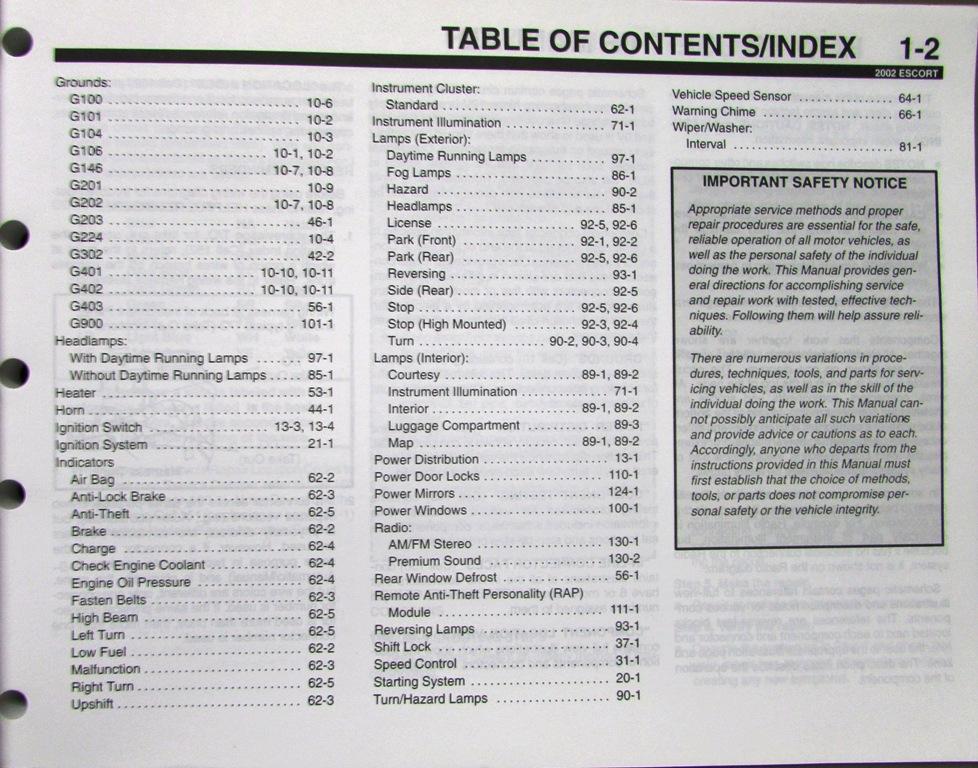 TABLE OF CONTENTS/INDEX 1-2
2002 ESCORT
Grounds:
G100 10-6
G101 10-2
G104 10-3
G106 10-1, 10-2
G146 10-7, 10-8
G201 10-9
G202 10-7, 10-8
G203 46-1
G224 10-4
G302 42-2
G401 10-10, 10-11
G402 10-10, 10-11
G403 56-1
G900 101-1
Headlamps:
With Daytime Running Lamps 97-1
Without Daytime Running Lamps 85-1
Heater 53-1
Horn 44-1
Ignition Switch 13-3, 13-4
Ignition System 21-1
Indicators
Air Bag 62-2
Anti-Lock Brake 62-3
Anti-Theft 62-5
Brake 62-2
Charge 62-4
Check Engine Coolant 62-4
Engine Oil Pressure 62-4
Fasten Belts 62-3
High Beam 62-5
Left Turn 62-5
Low Fuel 62-2
Malfunction 62-3
Right Turn 62-5
Upshift 62-3
Instrument Cluster:
Standard 62-1
Instrument Illumination 71-1
Lamps (Exterior):
Daytime Running Lamps 97-1
Fog Lamps 86-1
Hazard 90-2
Headlamps 85-1
License 92-5, 92-6
Park (Front) 92-1, 92-2
Park (Rear) 92-5, 92-6
Reversing 93-1
Side (Rear) 92-5
Stop 92-5, 92-6
Stop (High Mounted) 92-3, 92-4
Turn 90-2, 90-3, 90-4
Lamps (Interior):
Courtesy 89-1, 89-2
Instrument Illumination 71-1
Interior 89-1, 89-2
Luggage Compartment 89-3
Map 89-1, 89-2
Power Distribution 13-1
Power Door Locks 110-1
Power Mirrors 124-1
Power Windows 100-1
Radio:
AM/FM Stereo 130-1
Premium Sound 130-2
Rear Window Defrost 56-1
Remote Anti-Theft Personality (RAP)
Module 111-1
Reversing Lamps 93-1
Shift Lock 37-1
Speed Control 31-1
Starting System 20-1
Turn/Hazard Lamps 90-1
Vehicle Speed Sensor 64-1
Warning Chime 66-1
Wiper/Washer:
Interval 81-1
IMPORTANT SAFETY NOTICE
Appropriate service methods and proper
repair procedures are essential for the safe,
reliable operation of all motor vehicles, as
well as the personal safety of the individual
doing the work. This Manual provides gen-
eral directions for accomplishing service
and repair work with tested, effective tech-
niques. Following them will help assure reli-
ability.
There are numerous variations in proce-
dures, techniques, tools, and parts for serv-
icing vehicles, as well as in the skill of the
individual doing the work. This Manual can-
not possibly anticipate all such variations
and provide advice or cautions as to each.
Accordingly, anyone who departs from the
instructions provided in this Manual must
first establish that the choice of methods,
tools, or parts does not compromise per-
sonal safety or the vehicle integrity.